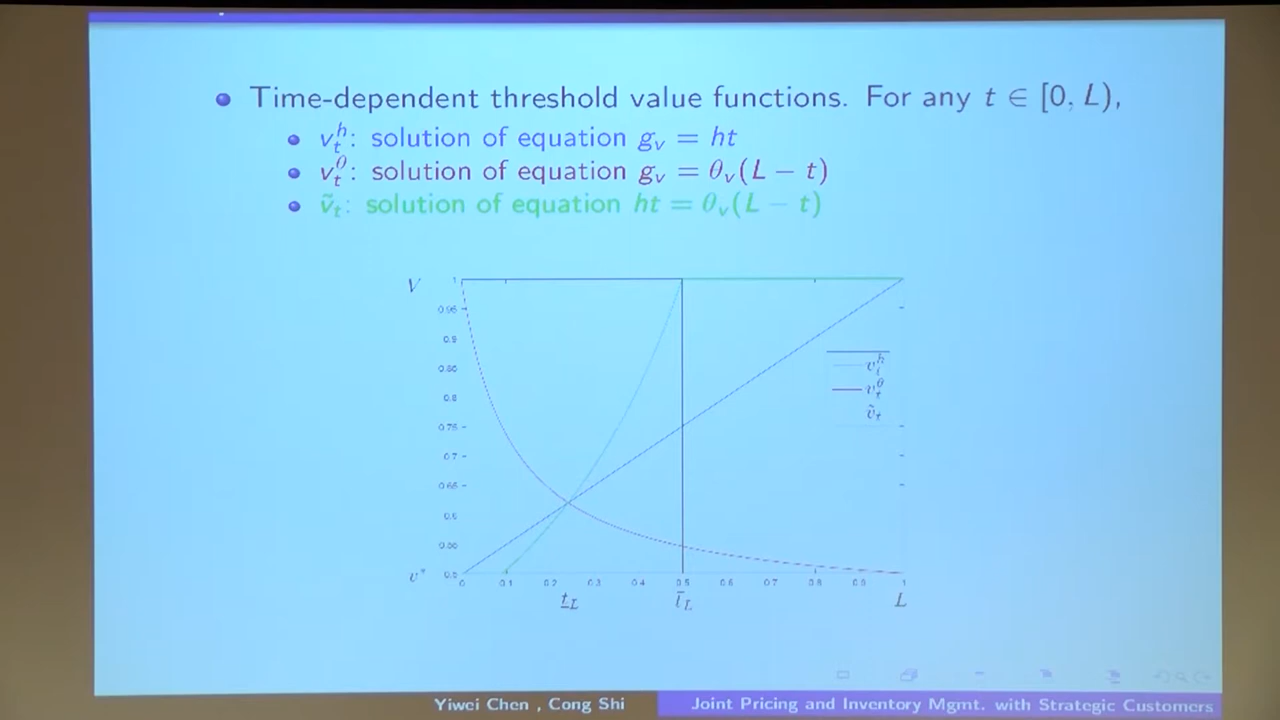 Time-dependent threshold value functions. For any t ∈ [0, L),
v_t^h: solution of equation g_v = ht
v_t^θ: solution of equation g_v = θ_v(L − t)
ṽ_t: solution of equation ht = θ_v(L − t)
V
1
0.95
0.9
0.85
0.8
0.75
0.7
0.65
0.6
0.55
v* 0.5
0 0.1 0.2 0.3 0.4 0.5 0.6 0.7 0.8 0.9 1
t_L t̄_L L
v_t^h
v_t^θ
ṽ_t
Yiwei Chen , Cong Shi
Joint Pricing and Inventory Mgmt. with Strategic Customers